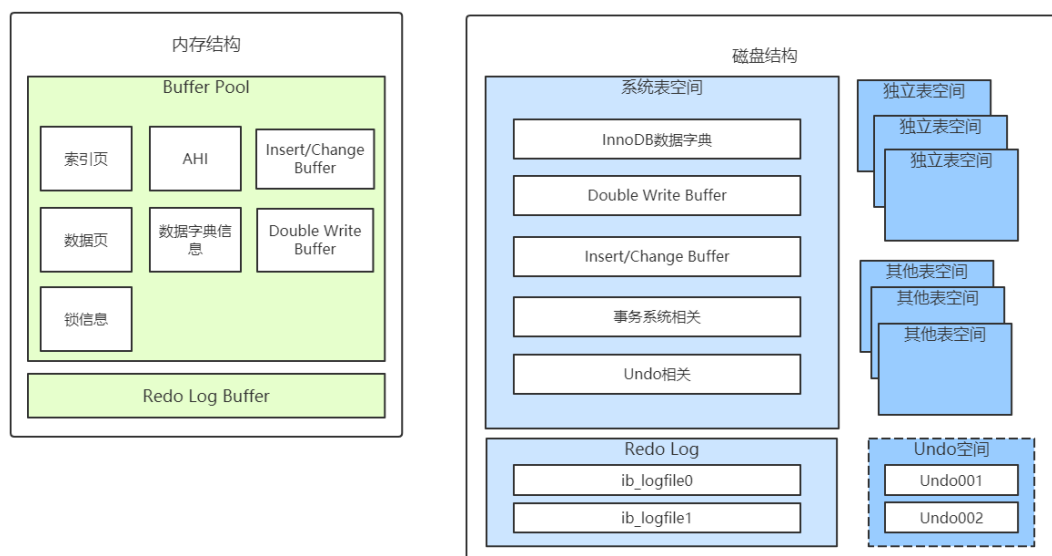 内存结构
Buffer Pool
索引页
AHI
Insert/Change
Buffer
数据页
数据字典信
息
Double Write
Buffer
锁信息
Redo Log Buffer
磁盘结构
系统表空间
InnoDB数据字典
Double Write Buffer
Insert/Change Buffer
事务系统相关
Undo相关
独立表空间
独立表空间
独立表空间
其他表空间
其他表空间
其他表空间
Redo Log
ib_logfile0
ib_logfile1
Undo空间
Undo001
Undo002